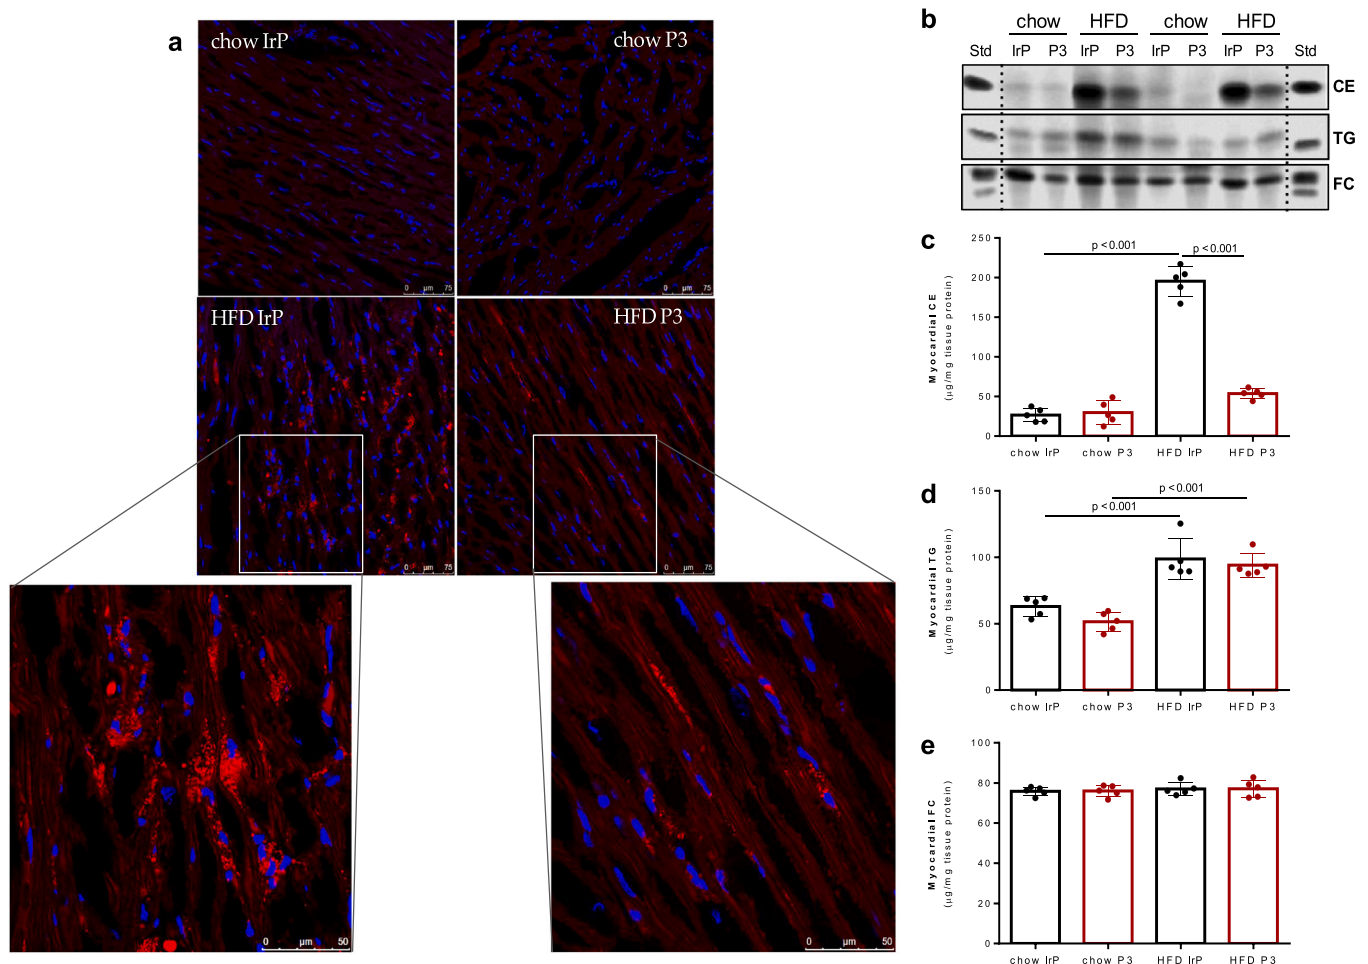 a
chow IrP
chow P3
0 µm 75
0 µm 75
HFD IrP
HFD P3
0 µm 75
0 µm 75
0 µm 50
0 µm 50
b
chow HFD chow HFD
Std IrP P3 IrP P3 IrP P3 IrP P3 Std
CE
TG
FC
c
Myocardial CE
(µg/mg tissue protein)
250
200
150
100
50
0
p <0.001
p <0.001
chow IrP chow P3 HFD IrP HFD P3
d
Myocardial TG
(µg/mg tissue protein)
150
100
50
0
p <0.001
p <0.001
chow IrP chow P3 HFD IrP HFD P3
e
Myocardial FC
(µg/mg tissue protein)
100
80
60
40
20
0
chow IrP chow P3 HFD IrP HFD P3